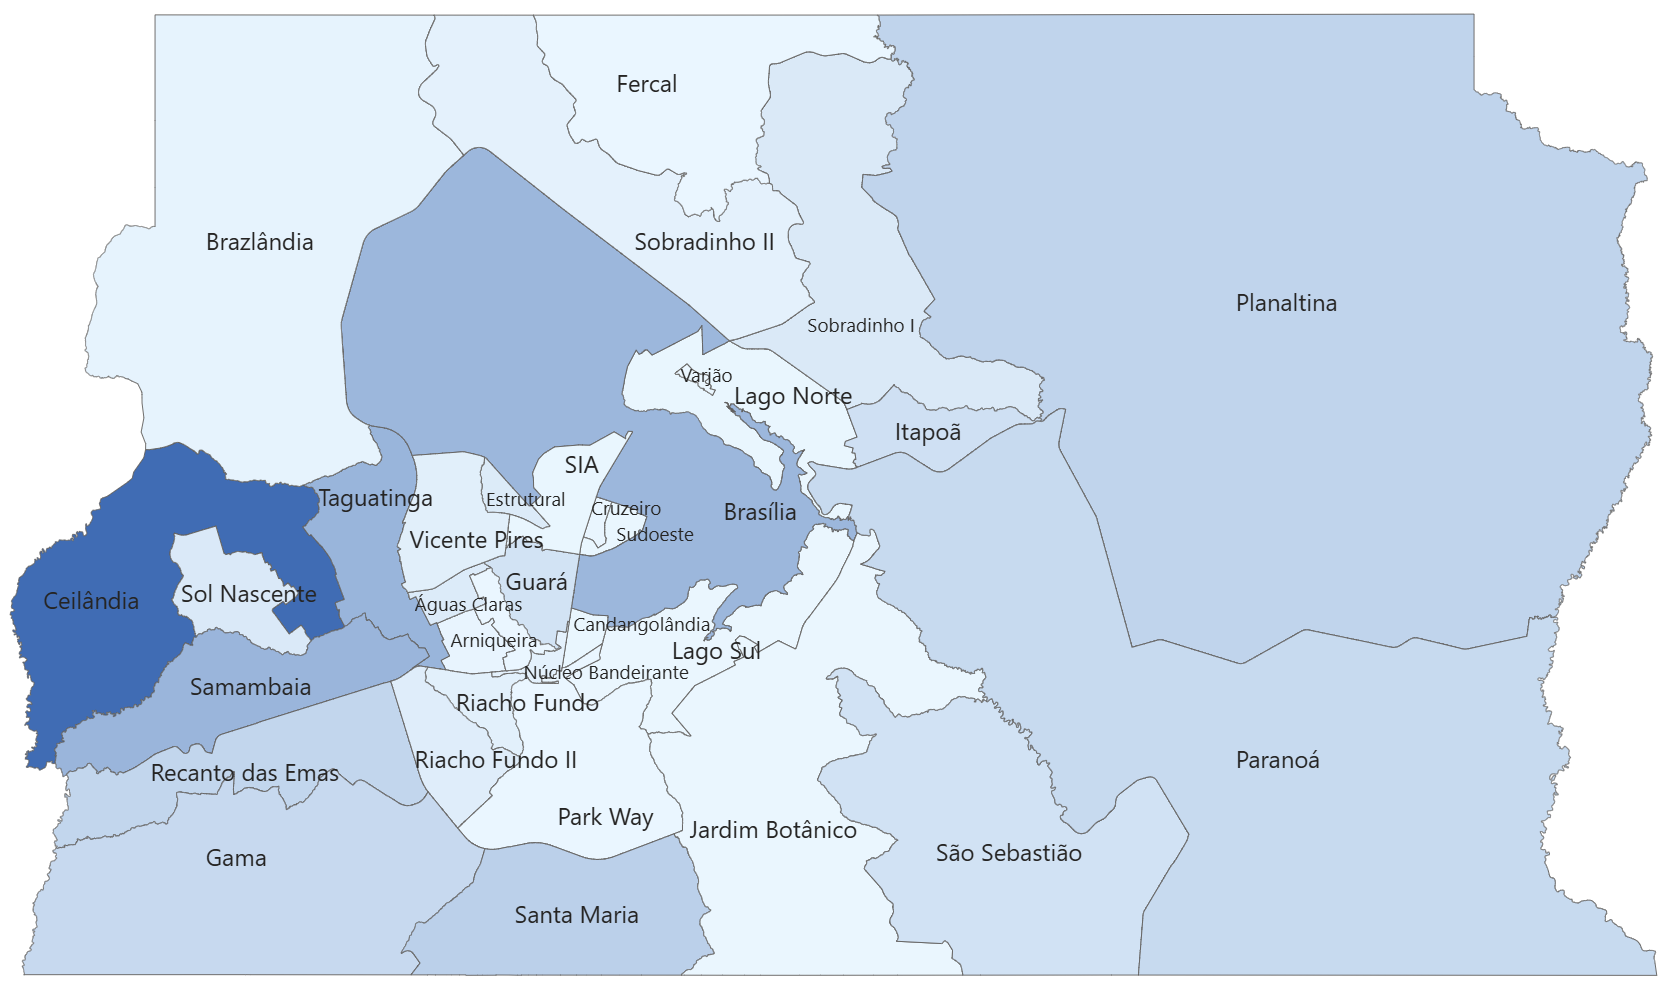 Fercal
Brazlândia
Sobradinho II
Planaltina
Sobradinho I
Varjão
Lago Norte
Itapoã
SIA
Taguatinga
Estrutural
Cruzeiro
Brasília
Sudoeste
Vicente Pires
Guará
Sol Nascente
Ceilândia
Águas Claras
Candangolândia
Arniqueira
Lago Sul
Núcleo Bandeirante
Samambaia
Riacho Fundo
Riacho Fundo II
Paranoá
Recanto das Emas
Park Way
Jardim Botânico
São Sebastião
Gama
Santa Maria